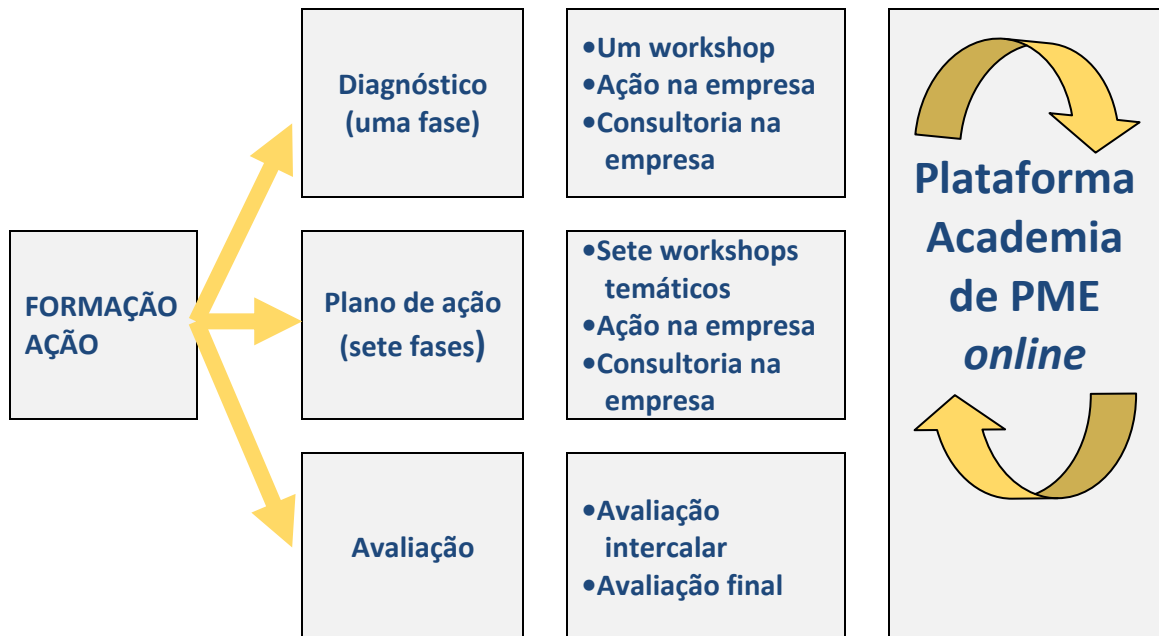 FORMAÇÃO
AÇÃO
Diagnóstico
(uma fase)
•Um workshop
•Ação na empresa
•Consultoria na
empresa
Plano de ação
(sete fases)
•Sete workshops
temáticos
•Ação na empresa
•Consultoria na
empresa
Avaliação
•Avaliação
intercalar
•Avaliação final
Plataforma
Academia
de PME
online